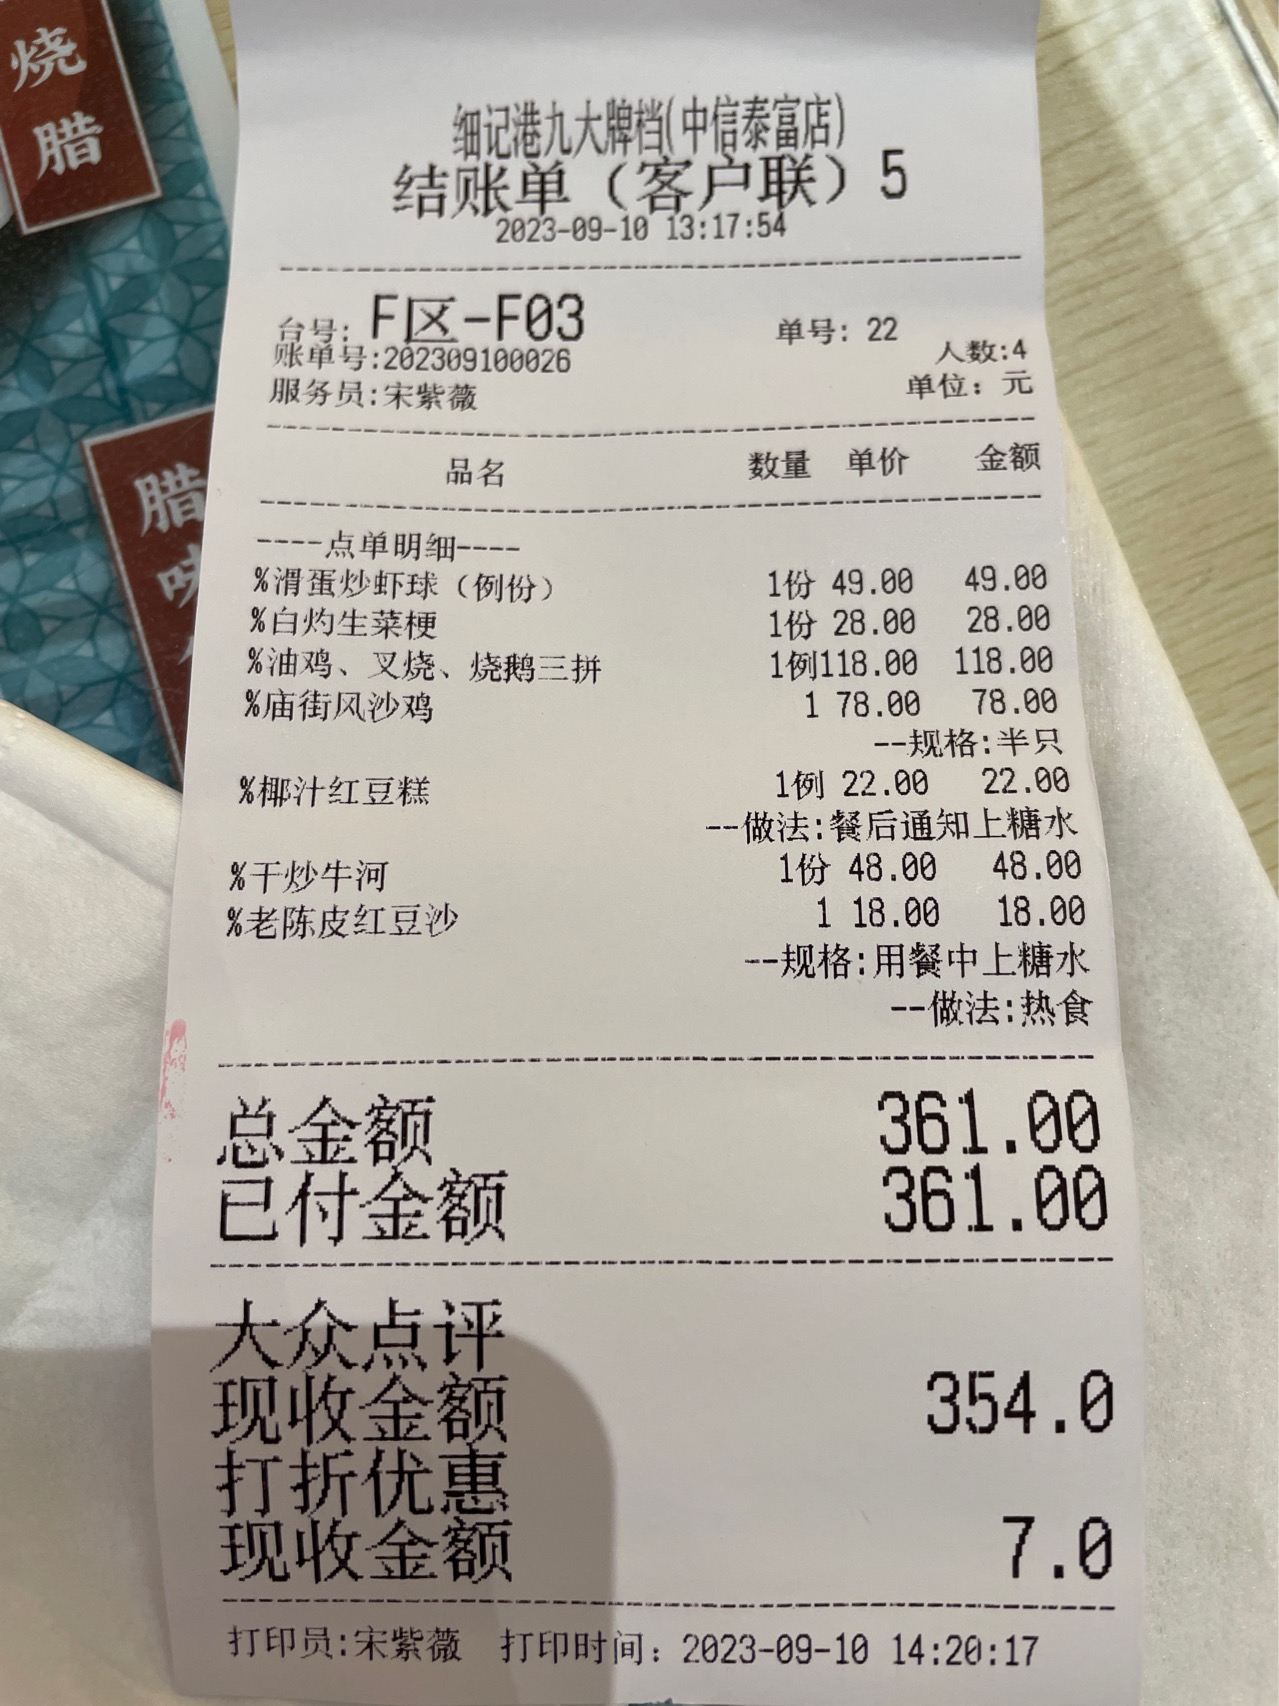 烧
腊
腊
细记港九大牌档(中信泰富店)
结账单（客户联）5
2023-09-10 13:17:54
台号: F区-F03 单号: 22
账单号:202309100026 人数:4
服务员:宋紫薇 单位: 元
品名 数量 单价 金额
----点单明细----
%滑蛋炒虾球（例份） 1份 49.00 49.00
%白灼生菜梗 1份 28.00 28.00
%油鸡、叉烧、烧鹅三拼 1例118.00 118.00
%庙街风沙鸡 1 78.00 78.00
--规格:半只
%椰汁红豆糕 1例 22.00 22.00
--做法:餐后通知上糖水
%干炒牛河 1份 48.00 48.00
%老陈皮红豆沙 1 18.00 18.00
--规格:用餐中上糖水
--做法:热食
总金额 361.00
已付金额 361.00
大众点评
现收金额 354.0
打折优惠
现收金额 7.0
打印员:宋紫薇 打印时间: 2023-09-10 14:20:17